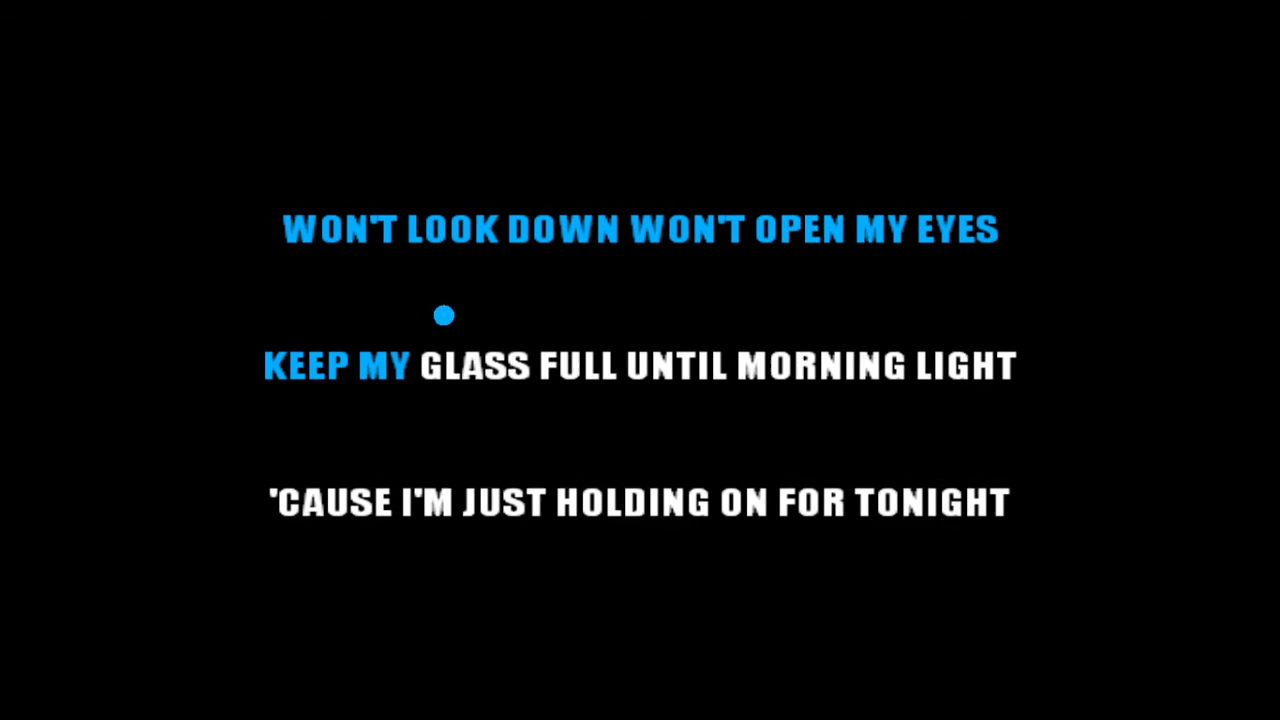 WON'T LOOK DOWN WON'T OPEN MY EYES
KEEP MY GLASS FULL UNTIL MORNING LIGHT
'CAUSE I'M JUST HOLDING ON FOR TONIGHT